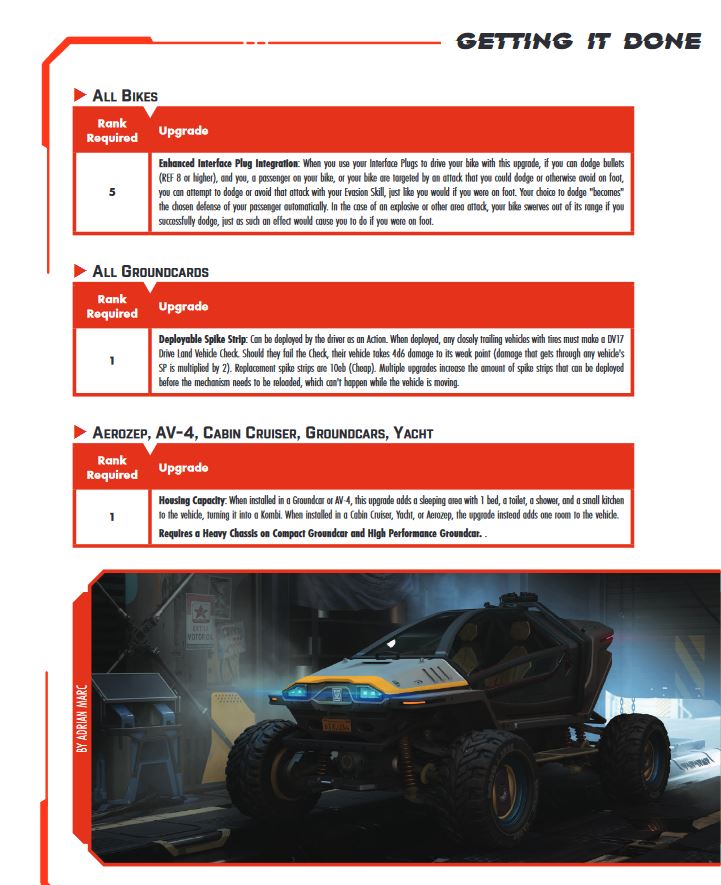 GETTING IT DONE
ALL BIKES
Rank Required
Upgrade
5
Enhanced Interface Plug Integration: When you use your Interface Plugs to drive your bike with this upgrade, if you can dodge bullets
(REF 8 or higher), and you, a passenger on your bike, or your bike are targeted by an attack that you could dodge or otherwise avoid on foot,
you can attempt to dodge or avoid that attack with your Evasion Skill, just like you would if you were on foot. Your choice to dodge "becomes"
the chosen defense of your passenger automatically. In the case of an explosive or other area attack, your bike swerves out of its range if you
successfully dodge, just as such an effect would cause you to do if you were on foot.
ALL GROUNDCARDS
Rank Required
Upgrade
1
Deployable Spike Strip: Can be deployed by the driver as an Action. When deployed, any closely trailing vehicles with tires must make a DV17
Drive Land Vehicle Check. Should they fail the Check, their vehicle takes 4d6 damage to its weak point (damage that gets through any vehicle's
SP is multiplied by 2). Replacement spike strips are 10eb (Cheap). Multiple upgrades increase the amount of spike strips that can be deployed
before the mechanism needs to be reloaded, which can't happen while the vehicle is moving.
AEROZEP, AV-4, CABIN CRUISER, GROUNDCARS, YACHT
Rank Required
Upgrade
1
Housing Capacity: When installed in a Groundcar or AV-4, this upgrade adds a sleeping area with 1 bed, a toilet, a shower, and a small kitchen
to the vehicle, turning it into a Kombi. When installed in a Cabin Cruiser, Yacht, or Aerozep, the upgrade instead adds one room to the vehicle.
Requires a Heavy Chassis on Compact Groundcar and High Performance Groundcar. .
BY ADRIAN MARC